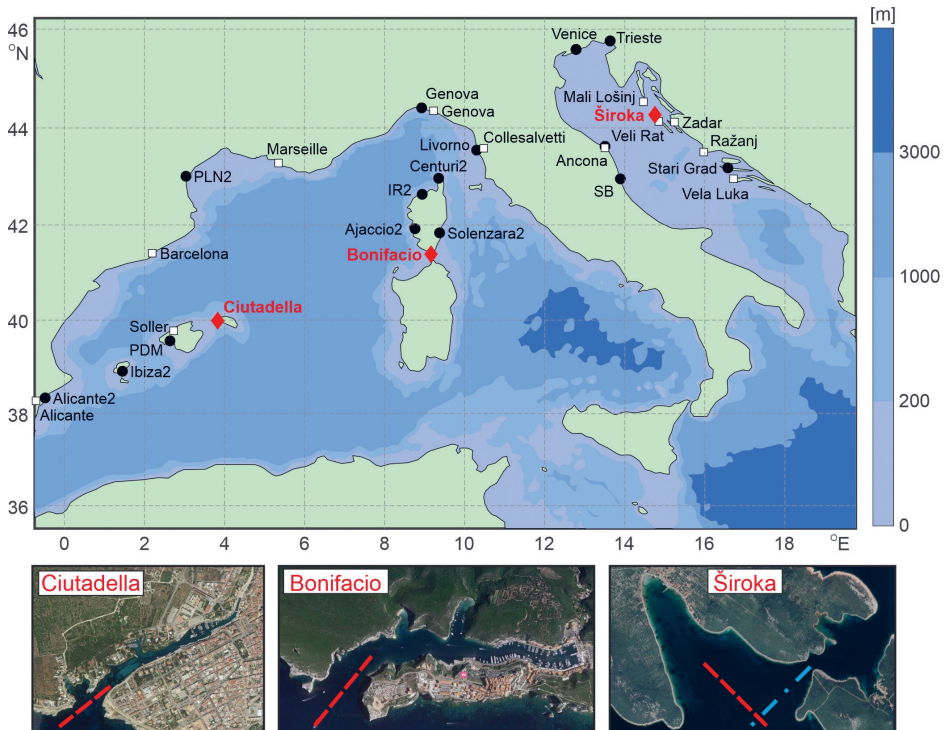 [m]
46
°N
Venice
Trieste
Mali Lošinj
Široka
Genova
Genova
44
Zadar
Veli Rat
Livorno
Collesalvetti
Ražanj
Marseille
Ancona
Centuri2
Stari Grad
3000
PLN2
IR2
SB
Vela Luka
42
Ajaccio2
Solenzara2
Barcelona
Bonifacio
1000
Ciutadella
40
Soller
PDM
Ibiza2
Alicante2
200
38
Alicante
36
0
0 2 4 6 8 10 12 14 16 18 °E
Ciutadella
Bonifacio
Široka